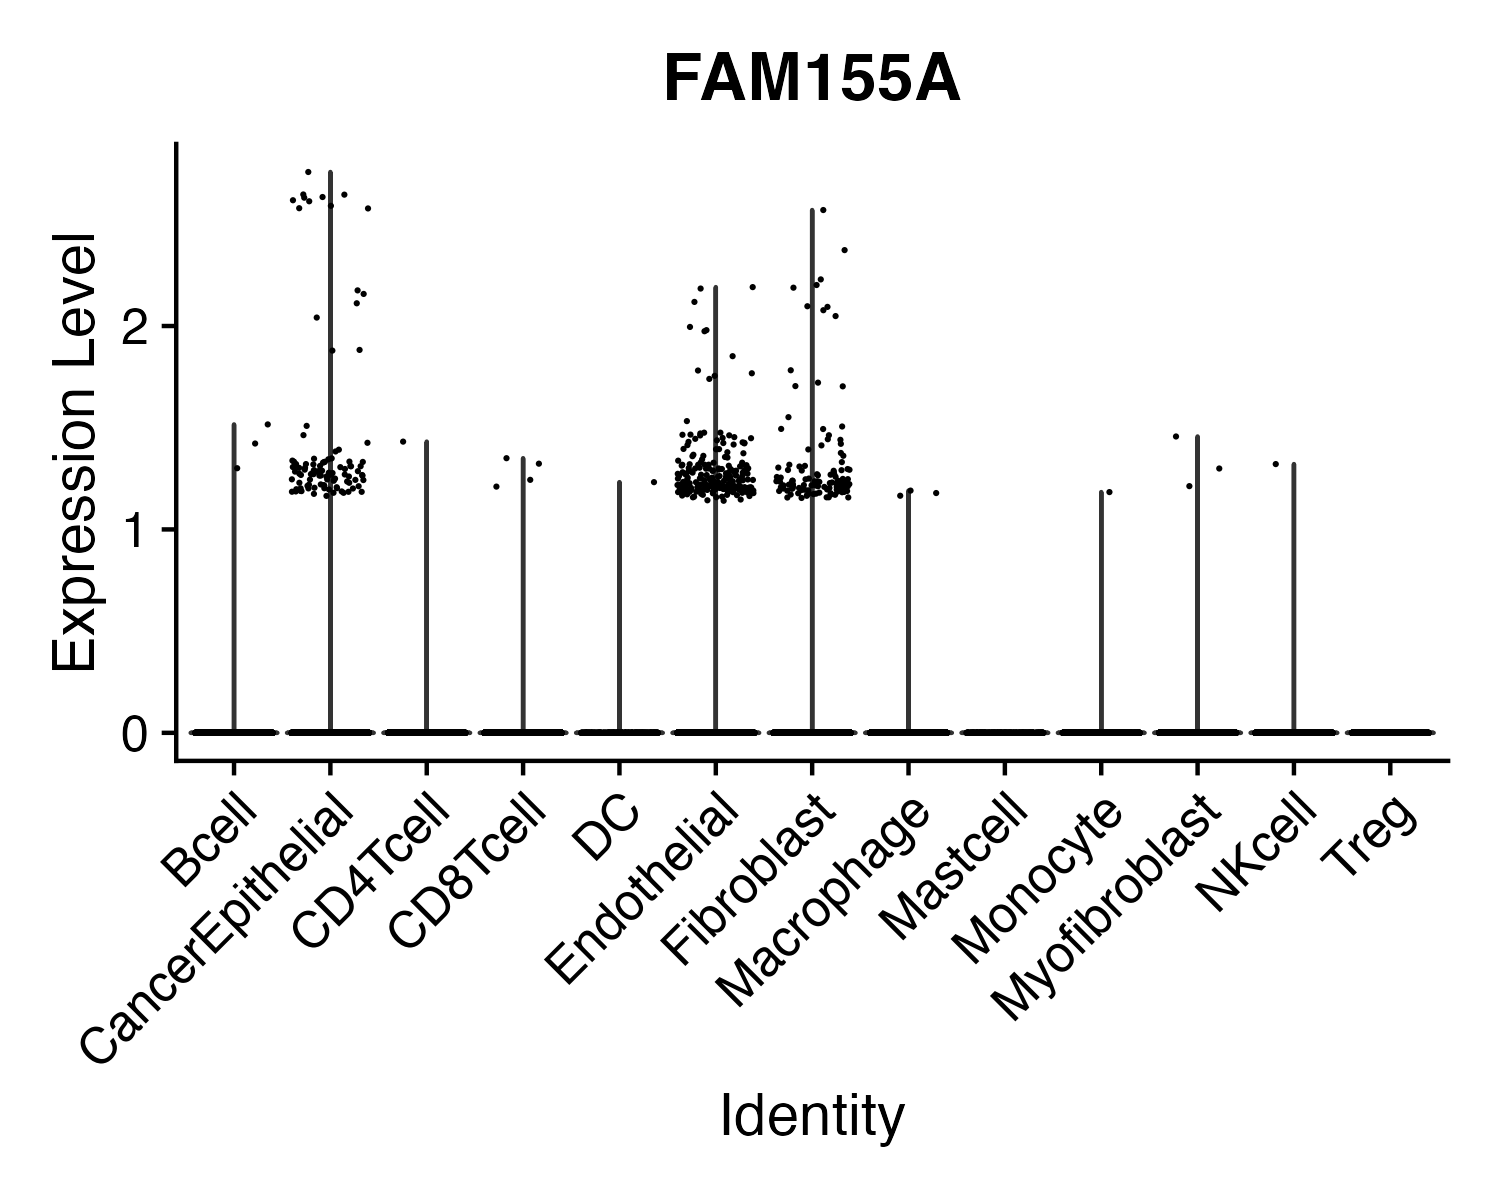 FAM155A
Expression Level
2
1
0
Bcell
CancerEpithelial
CD4Tcell
CD8Tcell
DC
Endothelial
Fibroblast
Macrophage
Mastcell
Monocyte
Myofibroblast
NKcell
Treg
Identity